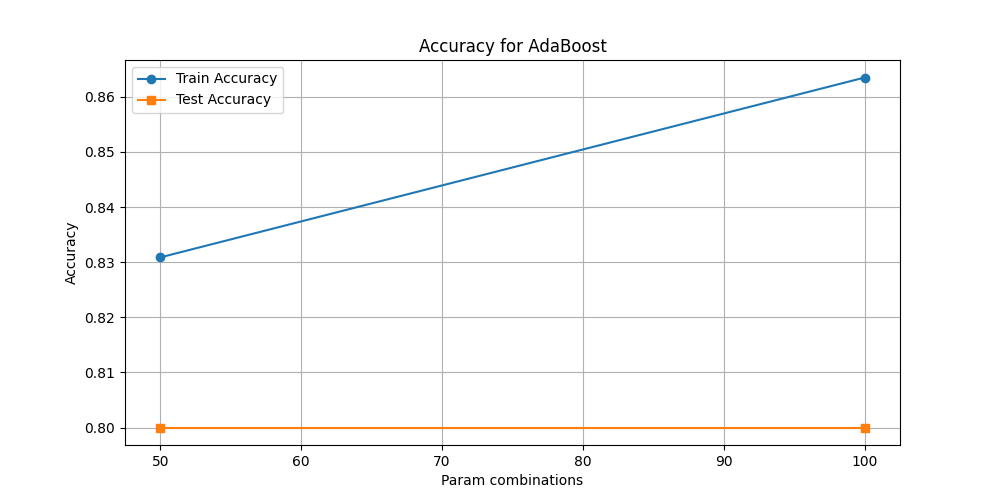 Accuracy for AdaBoost
Train Accuracy
Test Accuracy
0.86
0.85
0.84
0.83
0.82
0.81
0.80
Accuracy
50 60 70 80 90 100
Param combinations